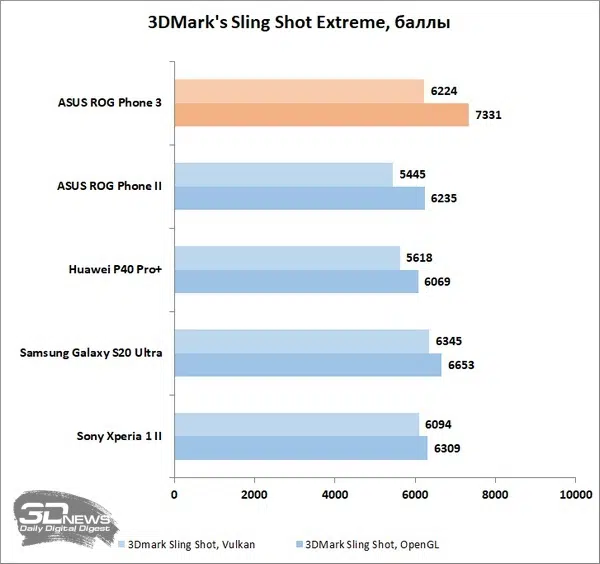 3DMark's Sling Shot Extreme, баллы
ASUS ROG Phone 3
6224
7331
ASUS ROG Phone II
5445
6235
Huawei P40 Pro+
5618
6069
Samsung Galaxy S20 Ultra
6345
6653
Sony Xperia 1 II
6094
6309
0 2000 4000 6000 8000 10000
3DNEWS
Daily Digital Digest
3Dmark Sling Shot, Vulkan 3DMark Sling Shot, OpenGL